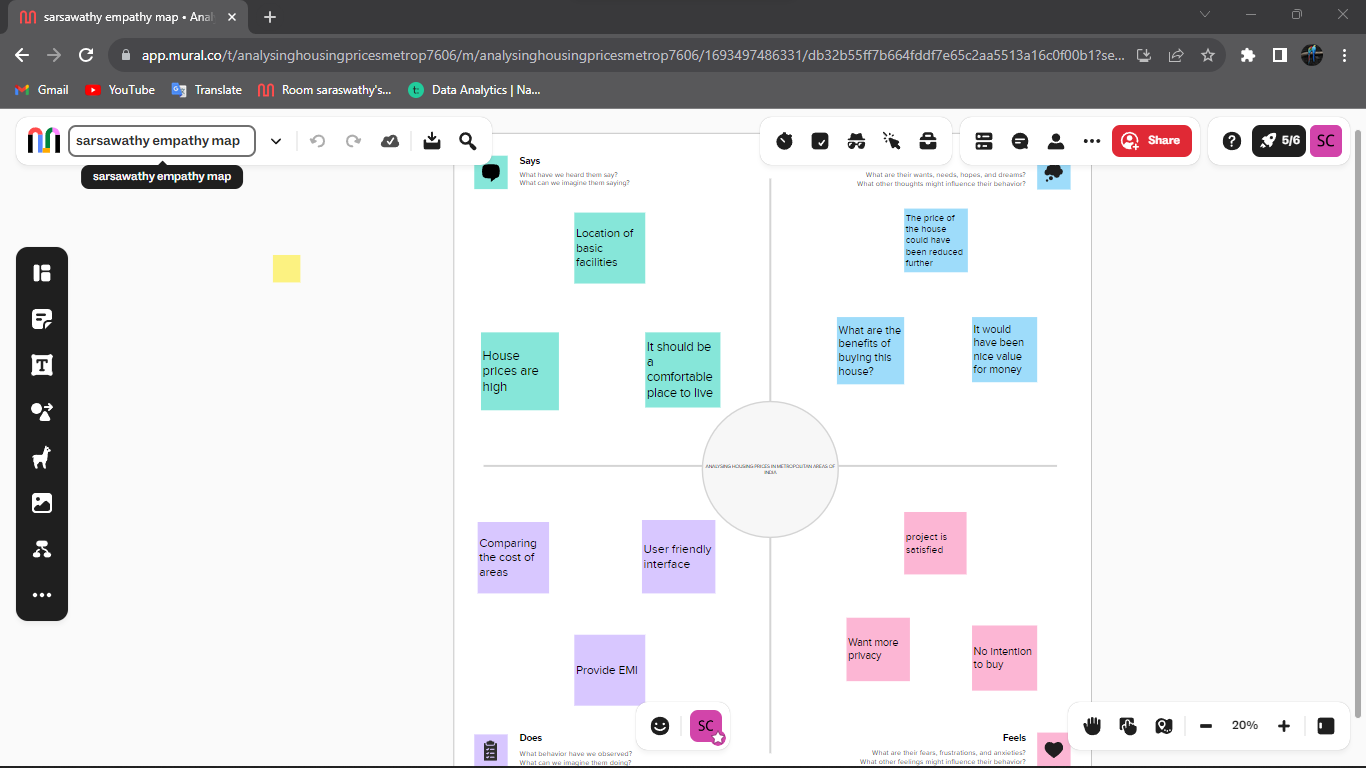 sarsawathy empathy map • Anal
app.mural.co/t/analysinghousingpricesmetrop7606/m/analysinghousingpricesmetrop7606/1693497486331/db32b55ff7b664fddf7e65c2aa5513a16c0f00b1?se...
Gmail
YouTube
Translate
Room saraswathy's...
Data Analytics | Na...
sarsawathy empathy map
Share
5/6
SC
sarsawathy empathy map
Says
What have we heard them say?
What can we imagine them saying?
What are their wants, needs, hopes, and dreams?
What other thoughts might influence their behavior?
Location of
basic
facilities
The price of
the house
could have
been reduced
further
House
prices are
high
It should be
a
comfortable
place to live
What are the
benefits of
buying this
house?
It would
have been
nice value
for money
ANALYSING HOUSING PRICES IN METROPOLITAN AREAS OF
INDIA
Comparing
the cost of
areas
User friendly
interface
Provide EMI
project is
satisfied
Want more
privacy
No intention
to buy
SC
20%
Does
What behavior have we observed?
What can we imagine them doing?
Feels
What are their fears, frustrations, and anxieties?
What other feelings might influence their behavior?